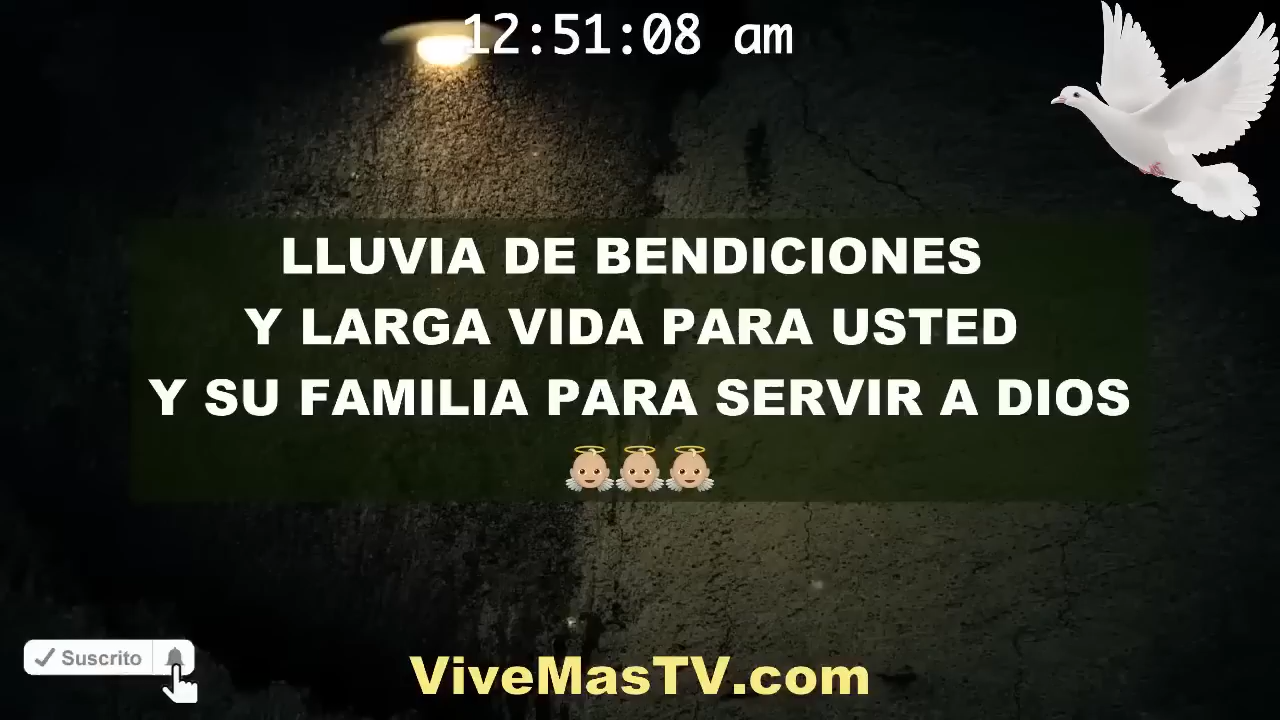 12:51:08 am
LLUVIA DE BENDICIONES
Y LARGA VIDA PARA USTED
Y SU FAMILIA PARA SERVIR A DIOS
👼🏼👼🏼👼🏼
Suscrito
ViveMasTV.com